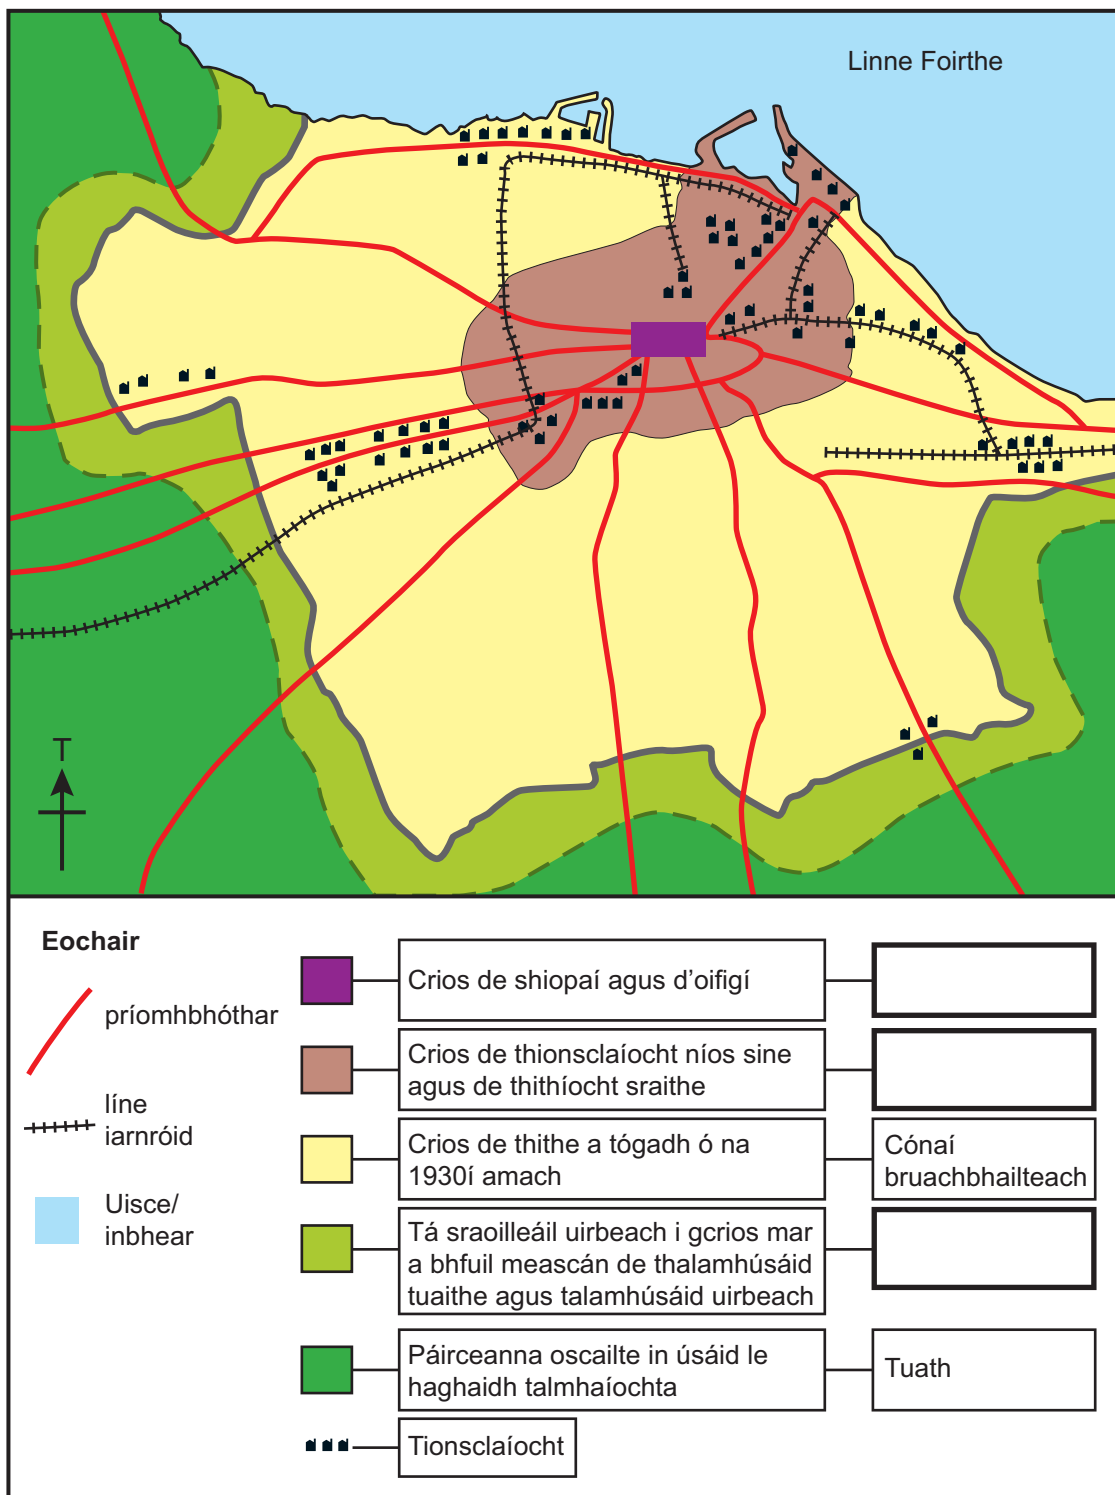 Linne Foirthe
T
Eochair
príomhbhóthar
líne
iarnróid
Uisce/
inbhear
Crios de shiopaí agus d’oifigí
Crios de thionsclaíocht níos sine
agus de thithíocht sraithe
Crios de thithe a tógadh ó na
1930í amach
Cónaí
bruachbhailteach
Tá sraoilleáil uirbeach i gcrios mar
a bhfuil meascán de thalamhúsáid
tuaithe agus talamhúsáid uirbeach
Páirceanna oscailte in úsáid le
haghaidh talmhaíochta
Tuath
Tionsclaíocht